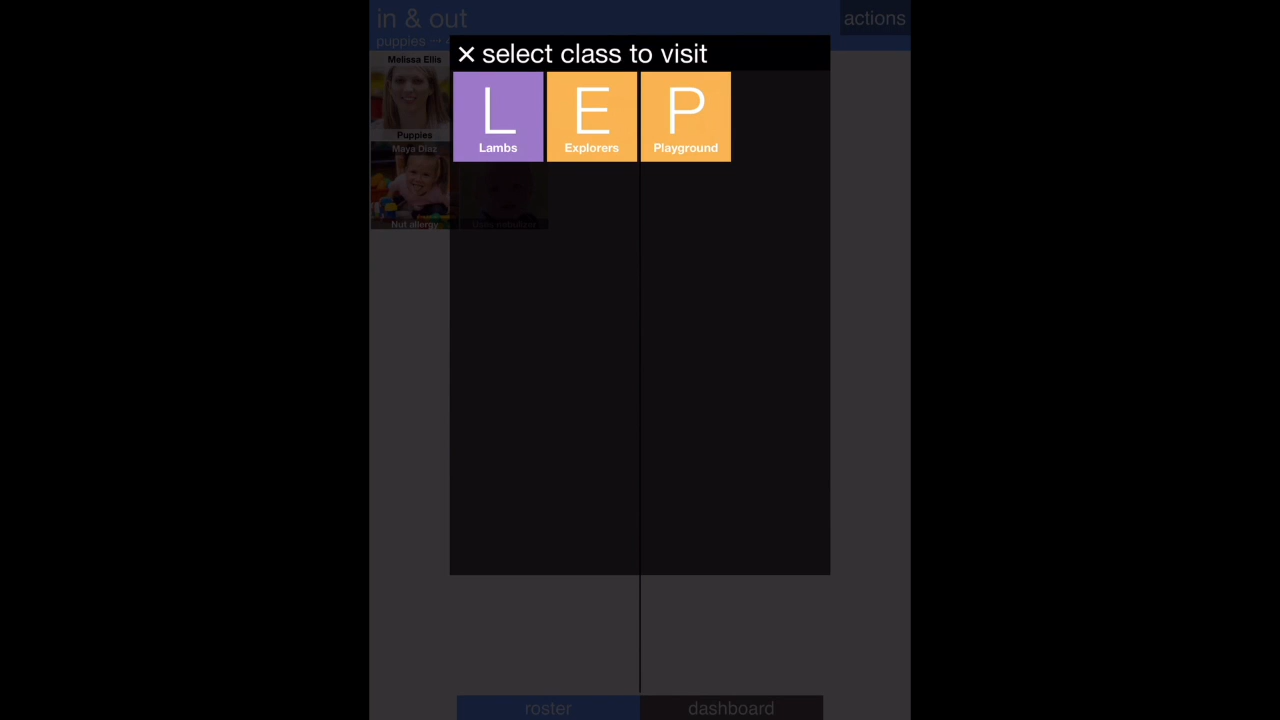 in & out
actions
puppies →
✕ select class to visit
Melissa Ellis
Puppies
L
Lambs
E
Explorers
P
Playground
Maya Diaz
Nut allergy
roster
dashboard